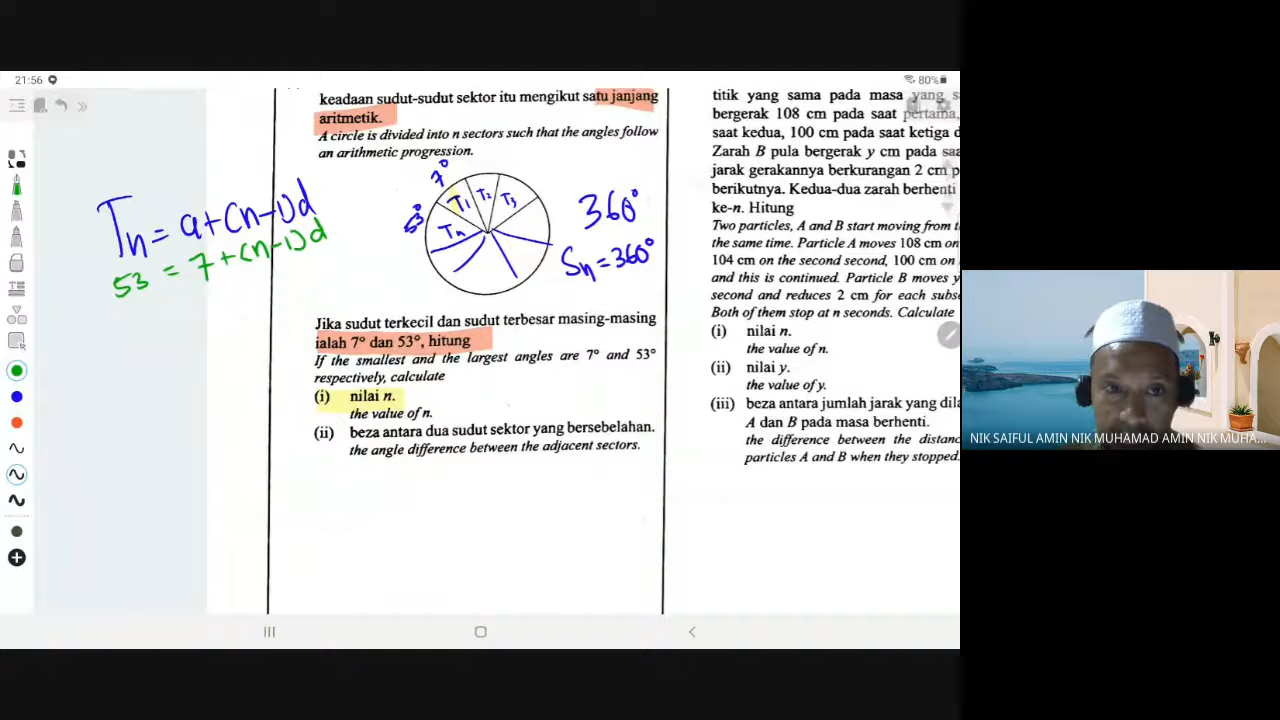 21:56
80%
keadaan sudut-sudut sektor itu mengikut satu janjang
aritmetik.
A circle is divided into n sectors such that the angles follow
an arithmetic progression.
7°
53°
T1
T2
T3
Tn
360°
Sn = 360°
Tn = a + (n-1)d
53 = 7 + (n-1)d
Jika sudut terkecil dan sudut terbesar masing-masing
ialah 7° dan 53°, hitung
If the smallest and the largest angles are 7° and 53°
respectively, calculate
(i) nilai n.
the value of n.
(ii) beza antara dua sudut sektor yang bersebelahan.
the angle difference between the adjacent sectors.
titik yang sama pada masa yang
bergerak 108 cm pada saat pertama,
saat kedua, 100 cm pada saat ketiga d
Zarah B pula bergerak y cm pada saa
jarak gerakannya berkurangan 2 cm p
berikutnya. Kedua-dua zarah berhenti
ke-n. Hitung
Two particles, A and B start moving from t
the same time. Particle A moves 108 cm on
104 cm on the second second, 100 cm on
and this is continued. Particle B moves y
second and reduces 2 cm for each subse
Both of them stop at n seconds. Calculate
(i) nilai n.
the value of n.
(ii) nilai y.
the value of y.
(iii) beza antara jumlah jarak yang dila
A dan B pada masa berhenti.
the difference between the distan
particles A and B when they stopped.
NIK SAIFUL AMIN NIK MUHAMAD AMIN NIK MUHA...